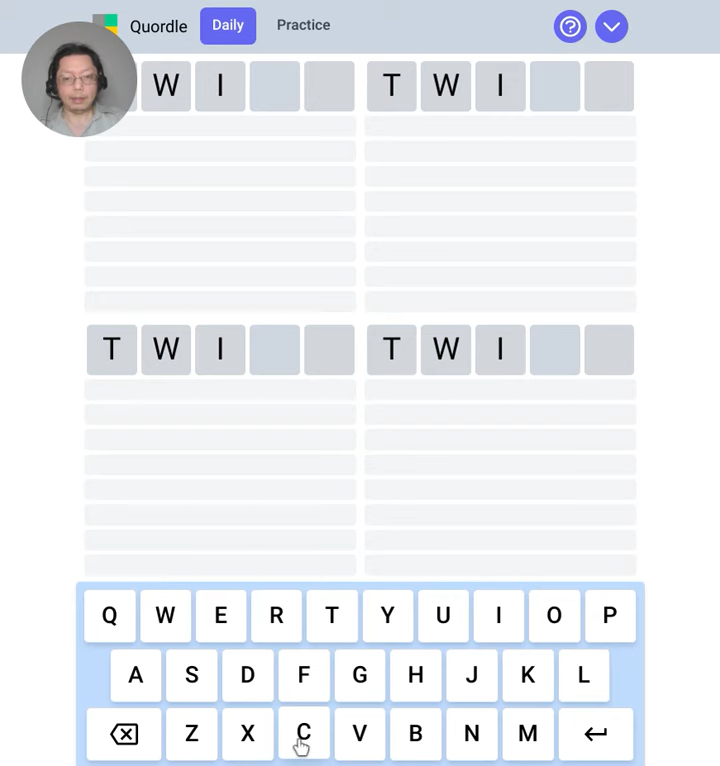 Quordle Daily Practice
W I T W I
T W I T W I
Q W E R T Y U I O P
A S D F G H J K L
Z X C V B N M